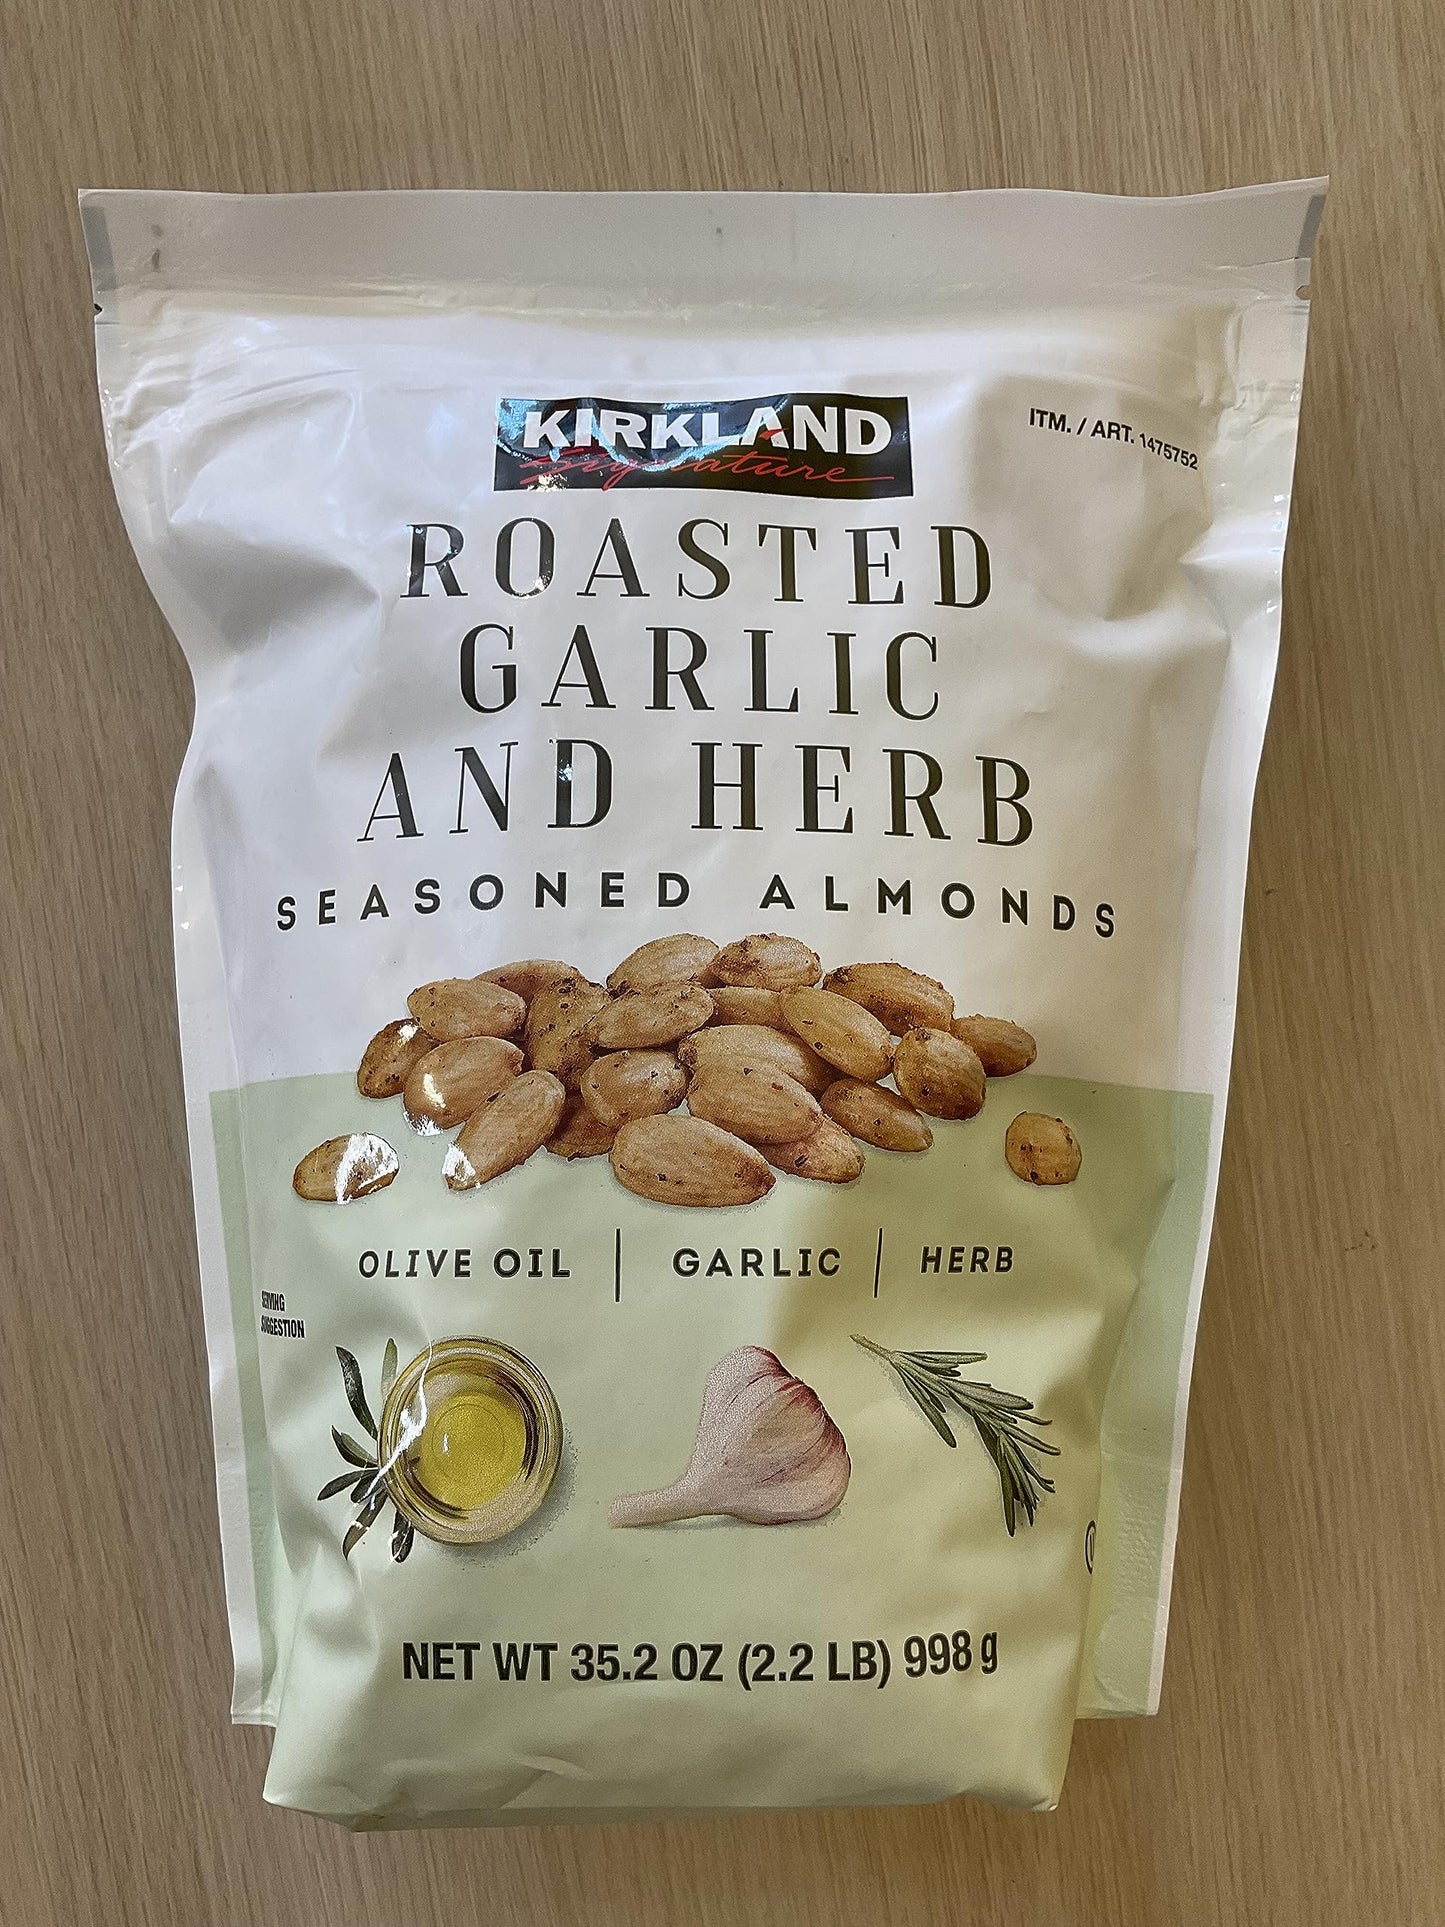 KIRKLAND
Signature
ITM. / ART. 1475752
ROASTED
GARLIC
AND HERB
SEASONED ALMONDS
OLIVE OIL | GARLIC | HERB
SERVING
SUGGESTION
NET WT 35.2 OZ (2.2 LB) 998 g